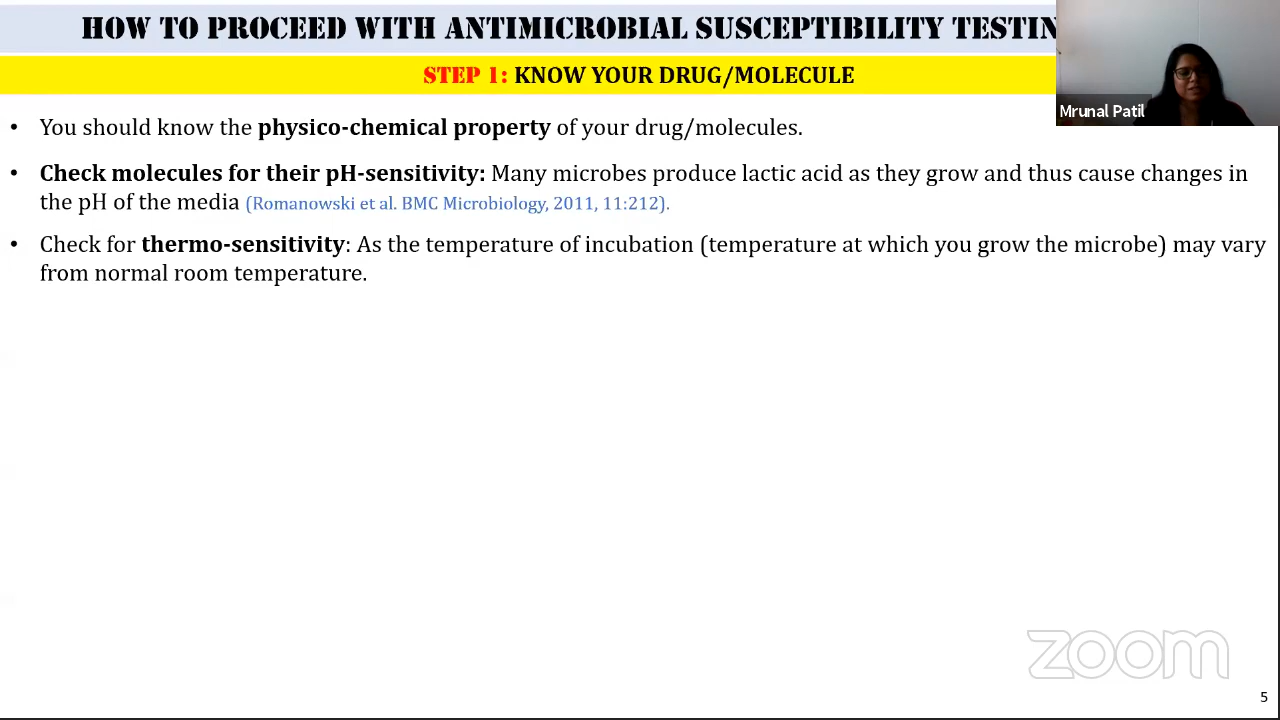 HOW TO PROCEED WITH ANTIMICROBIAL SUSCEPTIBILITY
STEP 1: KNOW YOUR DRUG/MOLECULE
Mrunal Patil
• You should know the physico-chemical property of your drug/molecules.
• Check molecules for their pH-sensitivity: Many microbes produce lactic acid as they grow and thus cause changes in
the pH of the media (Romanowski et al. BMC Microbiology, 2011, 11:212).
• Check for thermo-sensitivity: As the temperature of incubation (temperature at which you grow the microbe) may vary
from normal room temperature.
zoom
5